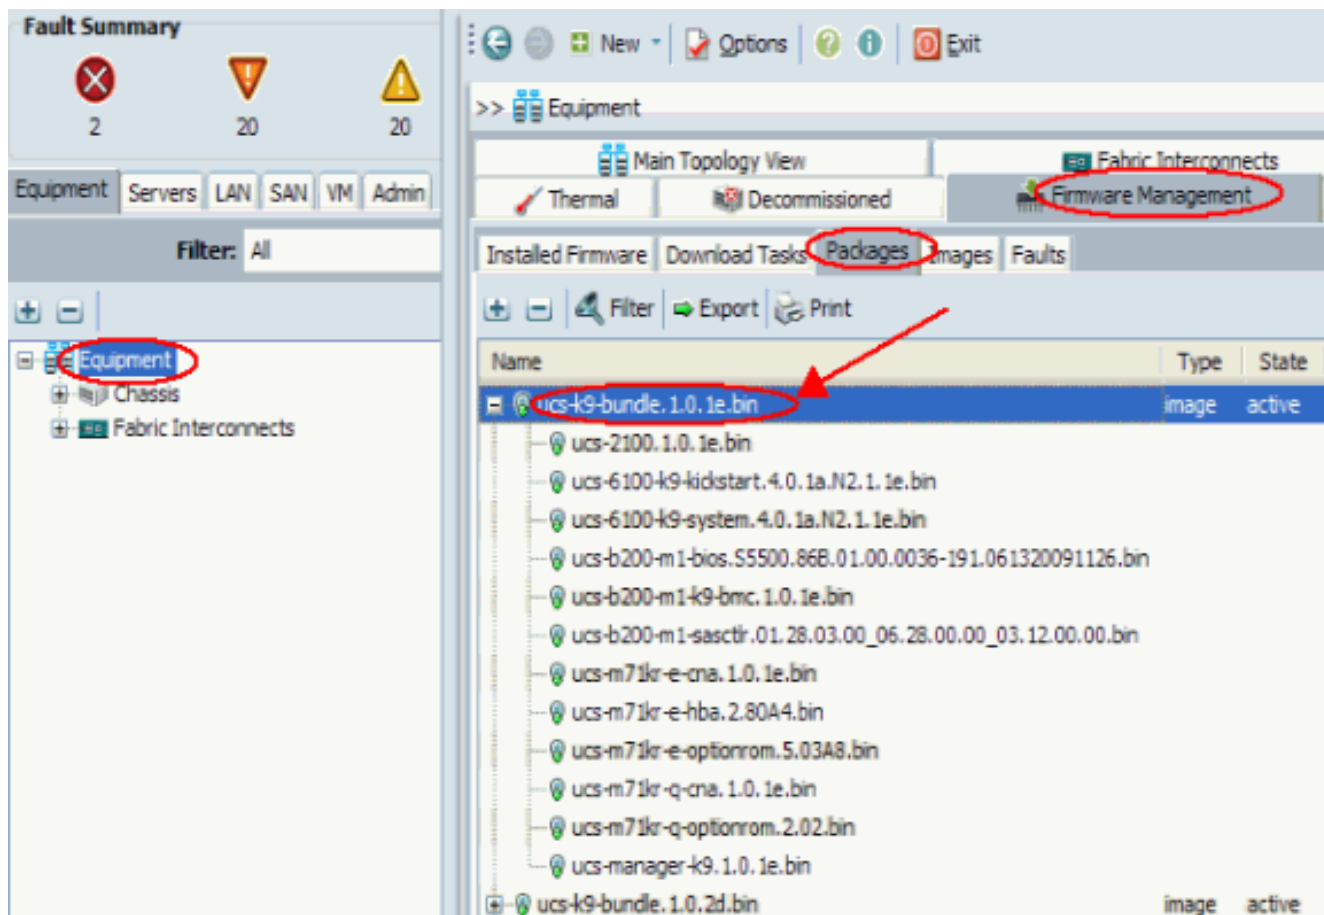 Fault Summary
2 20 20
Equipment Servers LAN SAN VM Admin
Filter: All
Equipment
Chassis
Fabric Interconnects
New Options Exit
>> Equipment
Main Topology View Fabric Interconnects
Thermal Decommissioned Firmware Management
Installed Firmware Download Tasks Packages Images Faults
Filter Export Print
Name Type State
ucs-k9-bundle.1.0.1e.bin image active
ucs-2100.1.0.1e.bin
ucs-6100-k9-kickstart.4.0.1a.N2.1.1e.bin
ucs-6100-k9-system.4.0.1a.N2.1.1e.bin
ucs-b200-m1-bios.S5500.86B.01.00.0036-191.061320091126.bin
ucs-b200-m1-k9-bmc.1.0.1e.bin
ucs-b200-m1-sasctlr.01.28.03.00_06.28.00.00_03.12.00.00.bin
ucs-m71kr-e-cna.1.0.1e.bin
ucs-m71kr-e-hba.2.80A4.bin
ucs-m71kr-e-optionrom.5.03A8.bin
ucs-m71kr-q-cna.1.0.1e.bin
ucs-m71kr-q-optionrom.2.02.bin
ucs-manager-k9.1.0.1e.bin
ucs-k9-bundle.1.0.2d.bin image active